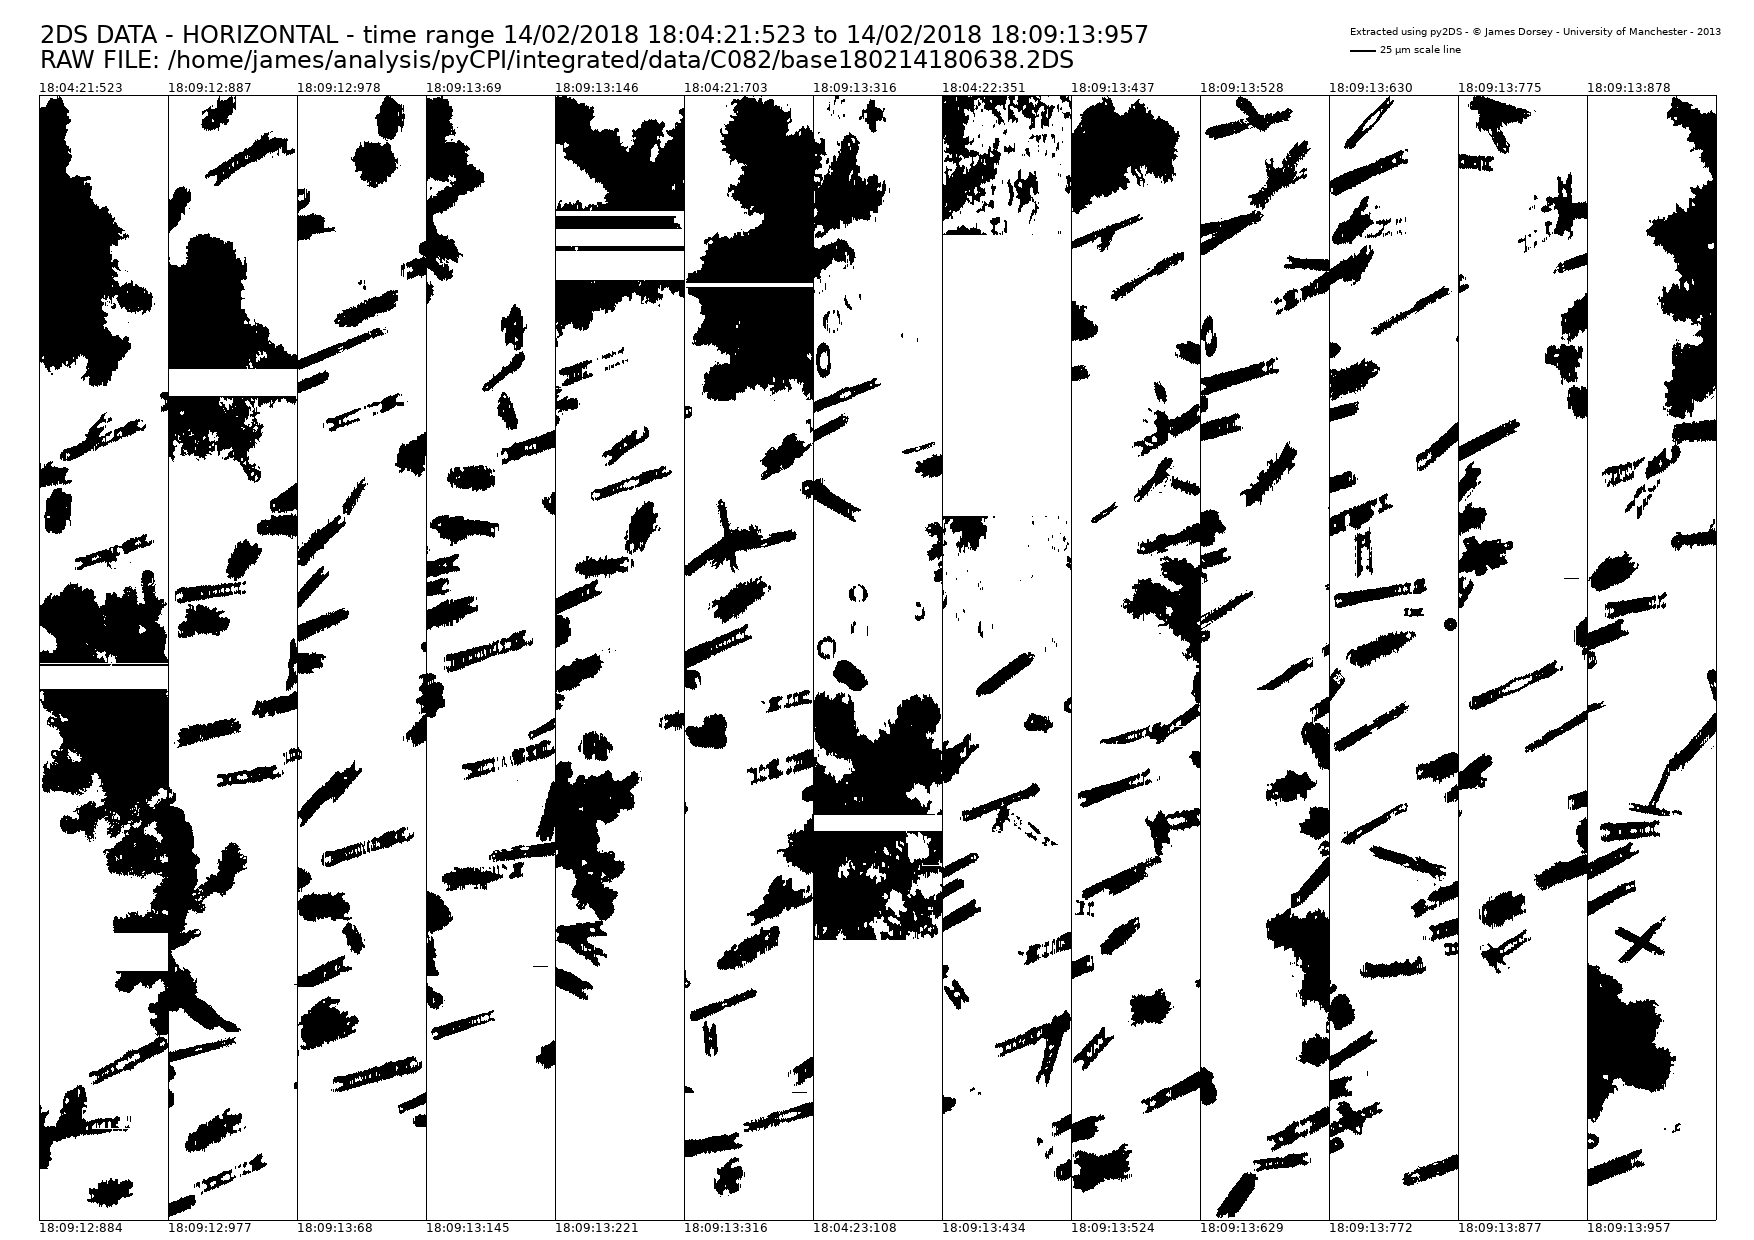 2DS DATA - HORIZONTAL - time range 14/02/2018 18:04:21:523 to 14/02/2018 18:09:13:957
RAW FILE: /home/james/analysis/pyCPI/integrated/data/C082/base180214180638.2DS
Extracted using py2DS - © James Dorsey - University of Manchester - 2013
25 µm scale line
18:04:21:523 18:09:12:887 18:09:12:978 18:09:13:69 18:09:13:146 18:04:21:703 18:09:13:316 18:04:22:351 18:09:13:437 18:09:13:528 18:09:13:630 18:09:13:775 18:09:13:878
18:09:12:884 18:09:12:977 18:09:13:68 18:09:13:145 18:09:13:221 18:09:13:316 18:04:23:108 18:09:13:434 18:09:13:524 18:09:13:629 18:09:13:772 18:09:13:877 18:09:13:957